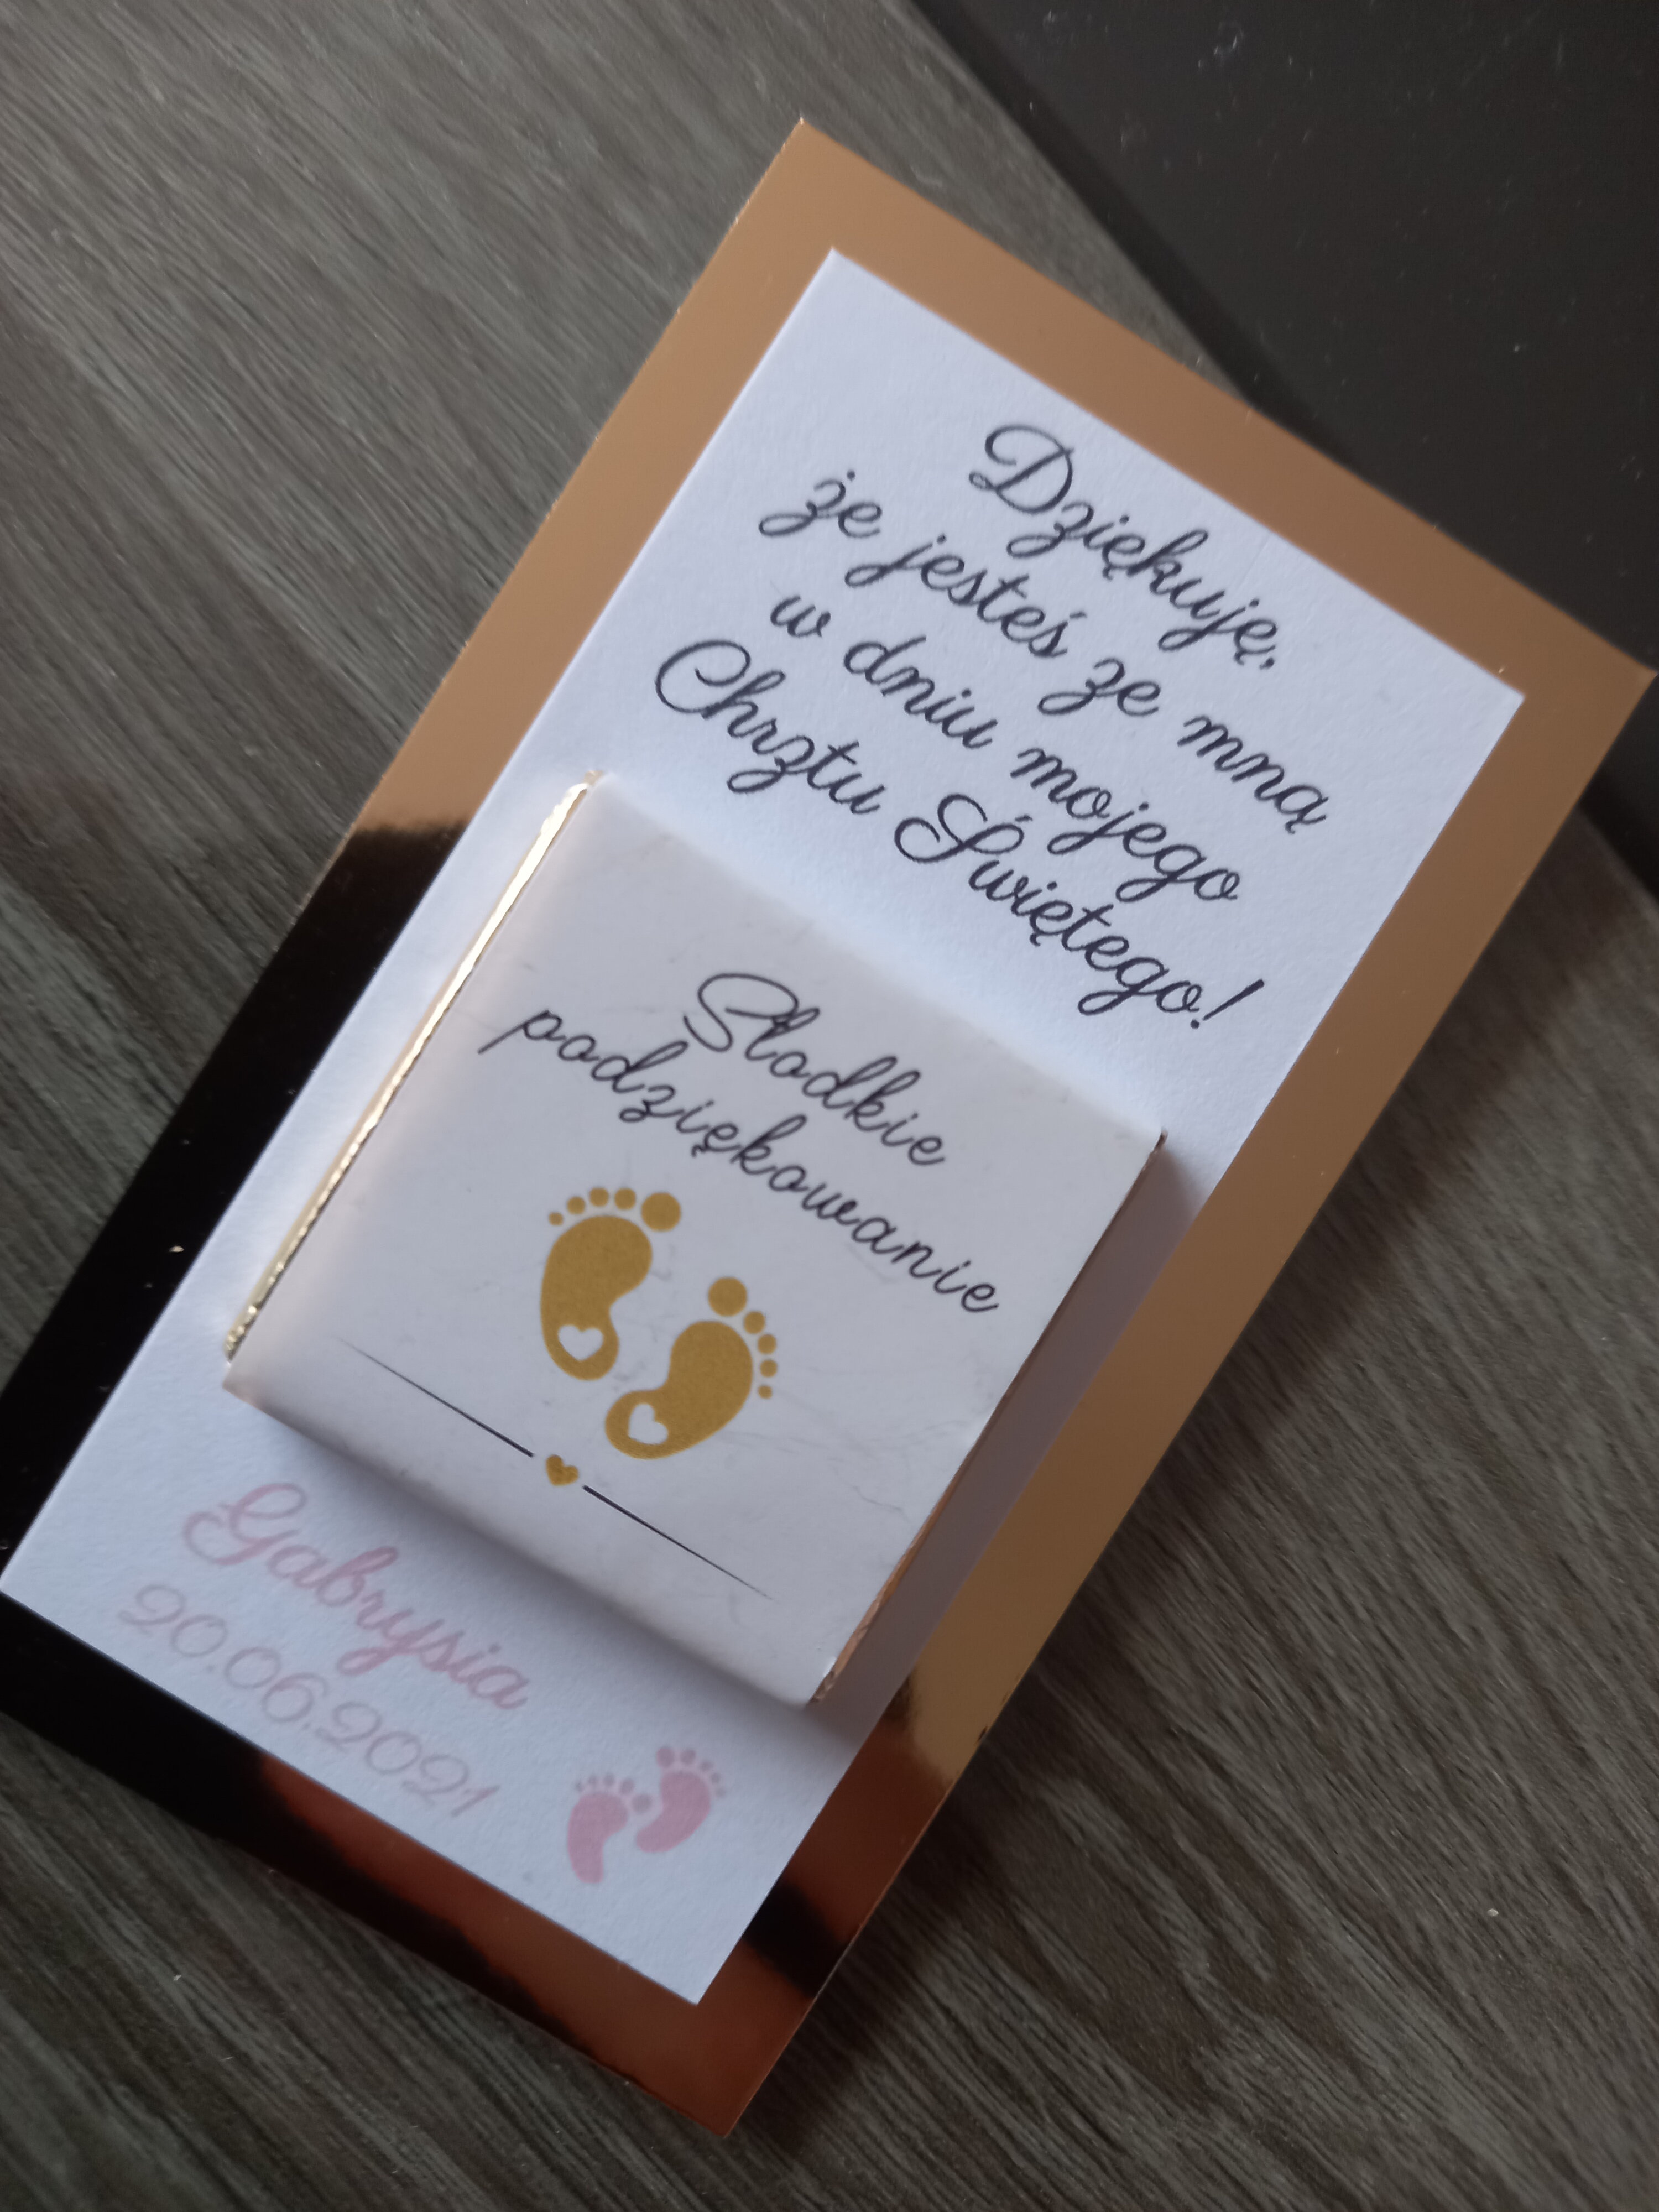 Dziękuję,
że jesteś ze mną
w dniu mojego
Chrztu Świętego!
Słodkie
podziękowanie
Gabrysia
20.06.2021